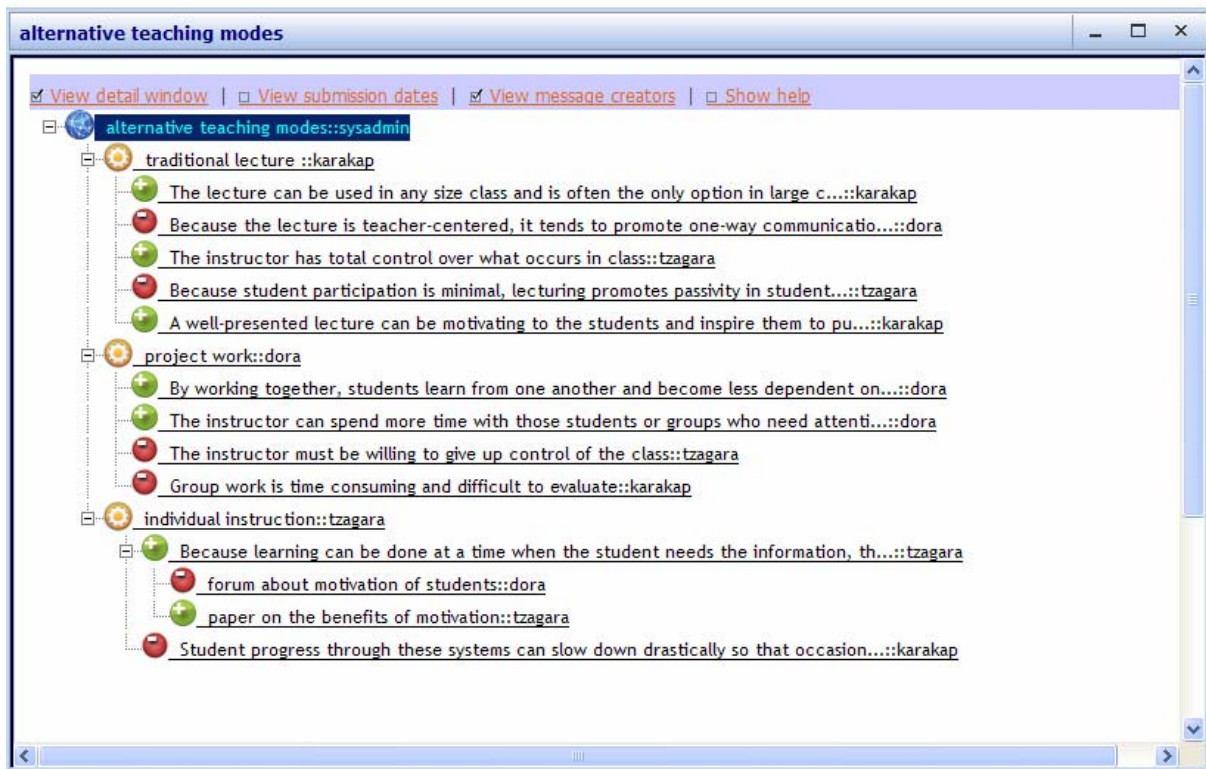 alternative teaching modes
View detail window | View submission dates | View message creators | Show help
alternative teaching modes::sysadmin
traditional lecture ::karakap
The lecture can be used in any size class and is often the only option in large c...::karakap
Because the lecture is teacher-centered, it tends to promote one-way communicatio...::dora
The instructor has total control over what occurs in class::tzagara
Because student participation is minimal, lecturing promotes passivity in student...::tzagara
A well-presented lecture can be motivating to the students and inspire them to pu...::karakap
project work::dora
By working together, students learn from one another and become less dependent on...::dora
The instructor can spend more time with those students or groups who need attenti...::dora
The instructor must be willing to give up control of the class::tzagara
Group work is time consuming and difficult to evaluate::karakap
individual instruction::tzagara
Because learning can be done at a time when the student needs the information, th...::tzagara
forum about motivation of students::dora
paper on the benefits of motivation::tzagara
Student progress through these systems can slow down drastically so that occasion...::karakap